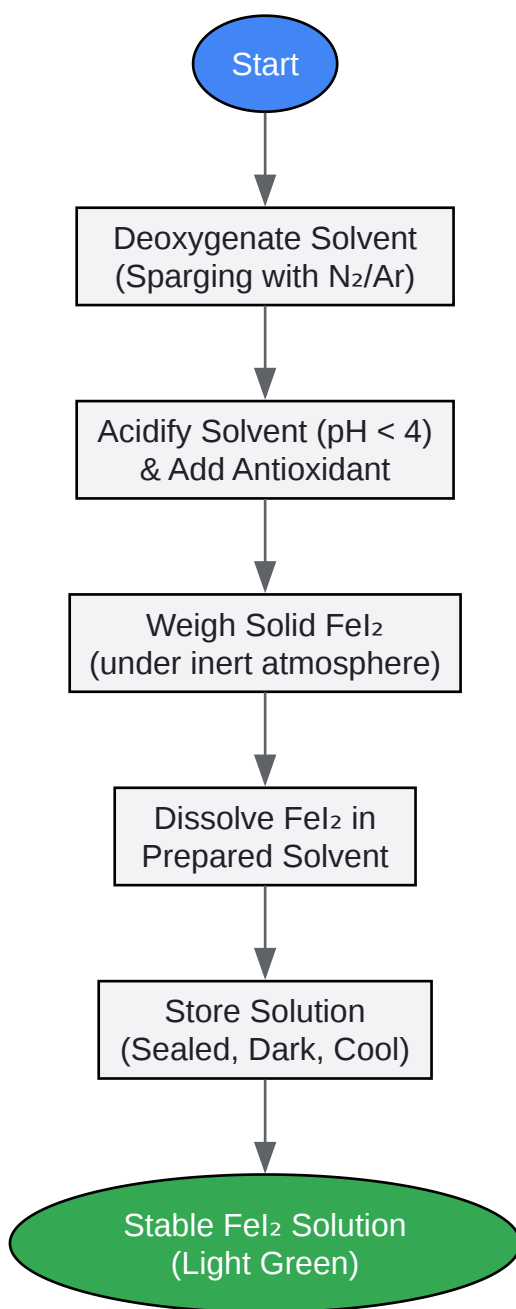 Start
Deoxygenate Solvent
(Sparging with N₂/Ar)
Acidify Solvent (pH < 4)
& Add Antioxidant
Weigh Solid FeI₂
(under inert atmosphere)
Dissolve FeI₂ in
Prepared Solvent
Store Solution
(Sealed, Dark, Cool)
Stable FeI₂ Solution
(Light Green)